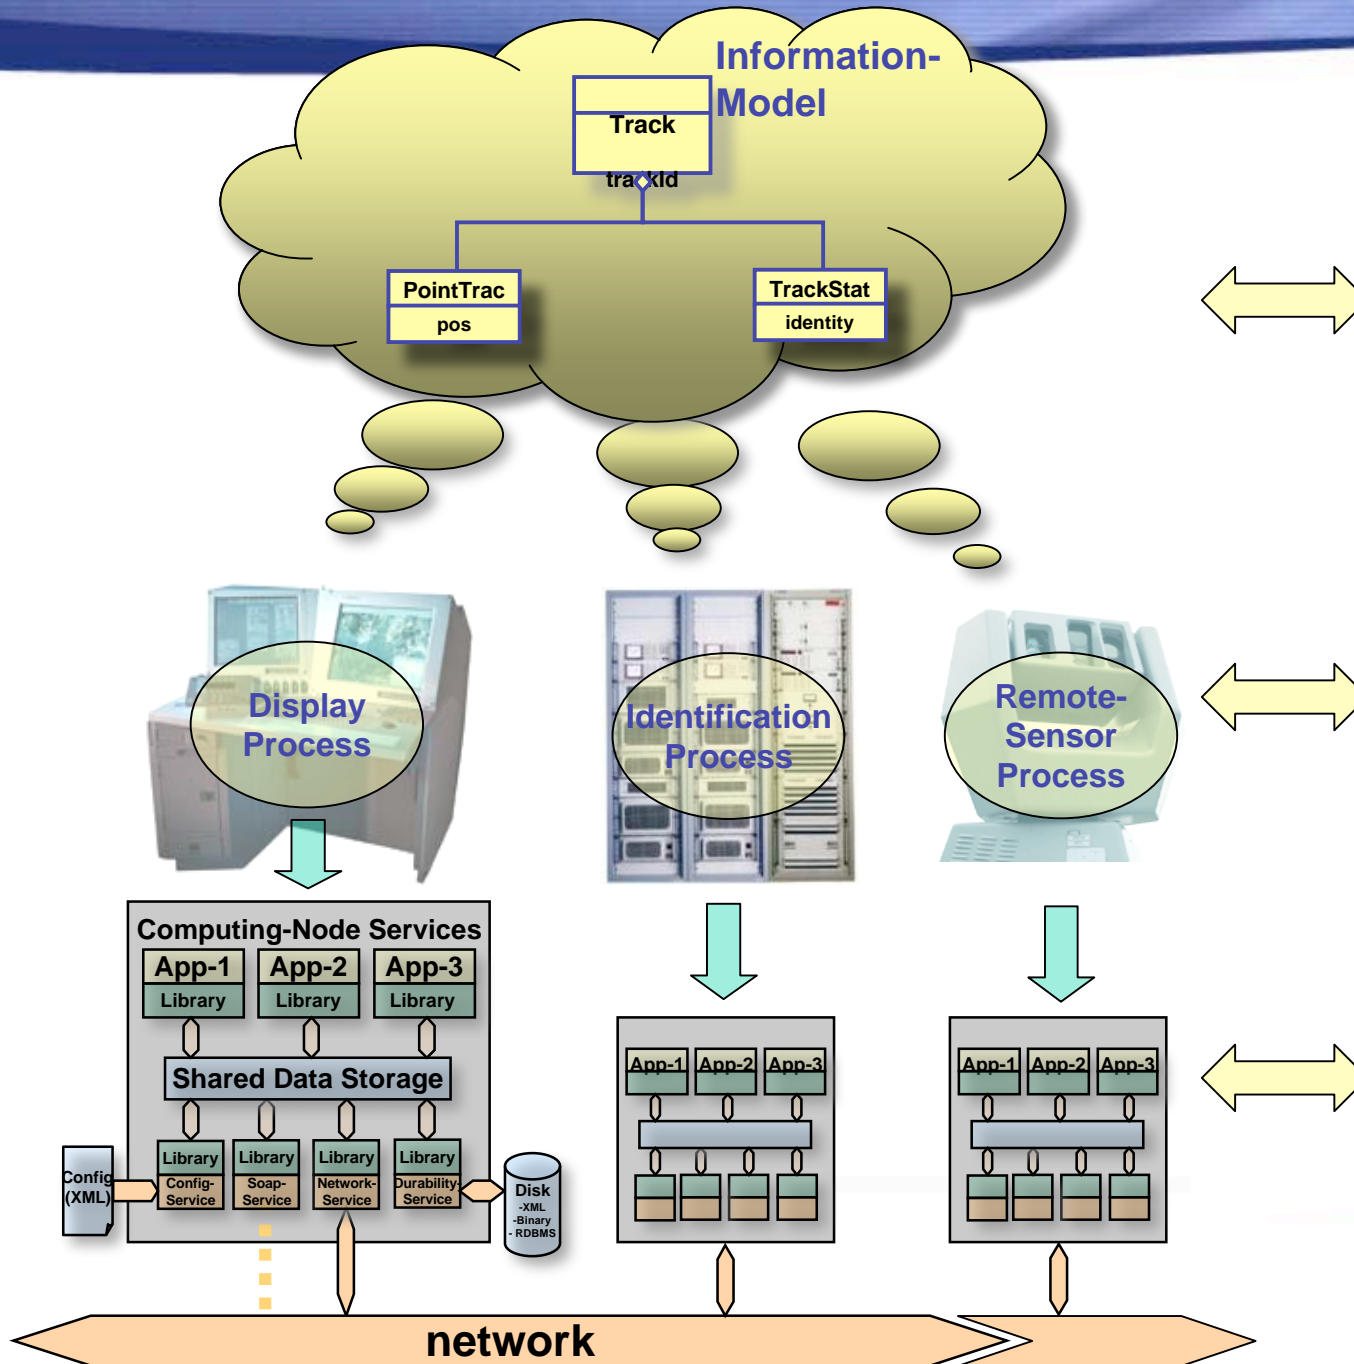 Information-
Model
Track
trackId
PointTrac
pos
TrackStat
identity
Display
Process
Identification
Process
Remote-
Sensor
Process
Computing-Node Services
App-1
App-2
App-3
Library
Library
Library
Shared Data Storage
Library
Library
Library
Library
Config-
Service
Soap-
Service
Network-
Service
Durability-
Service
Config
(XML)
Disk
-XML
-Binary
- RDBMS
App-1
App-2
App-3
App-1
App-2
App-3
network